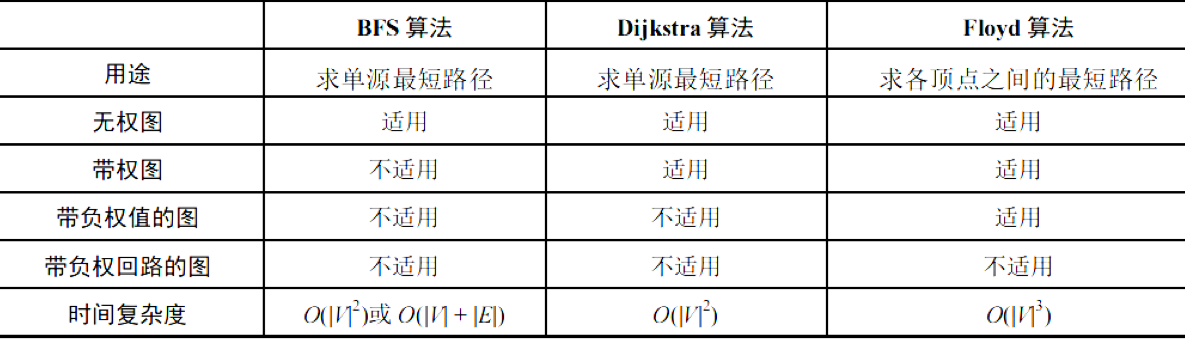 BFS 算法 Dijkstra 算法 Floyd 算法
用途 求单源最短路径 求单源最短路径 求各顶点之间的最短路径
无权图 适用 适用 适用
带权图 不适用 适用 适用
带负权值的图 不适用 不适用 适用
带负权回路的图 不适用 不适用 不适用
时间复杂度 O(|V|²)或 O(|V| + |E|) O(|V|²) O(|V|³)